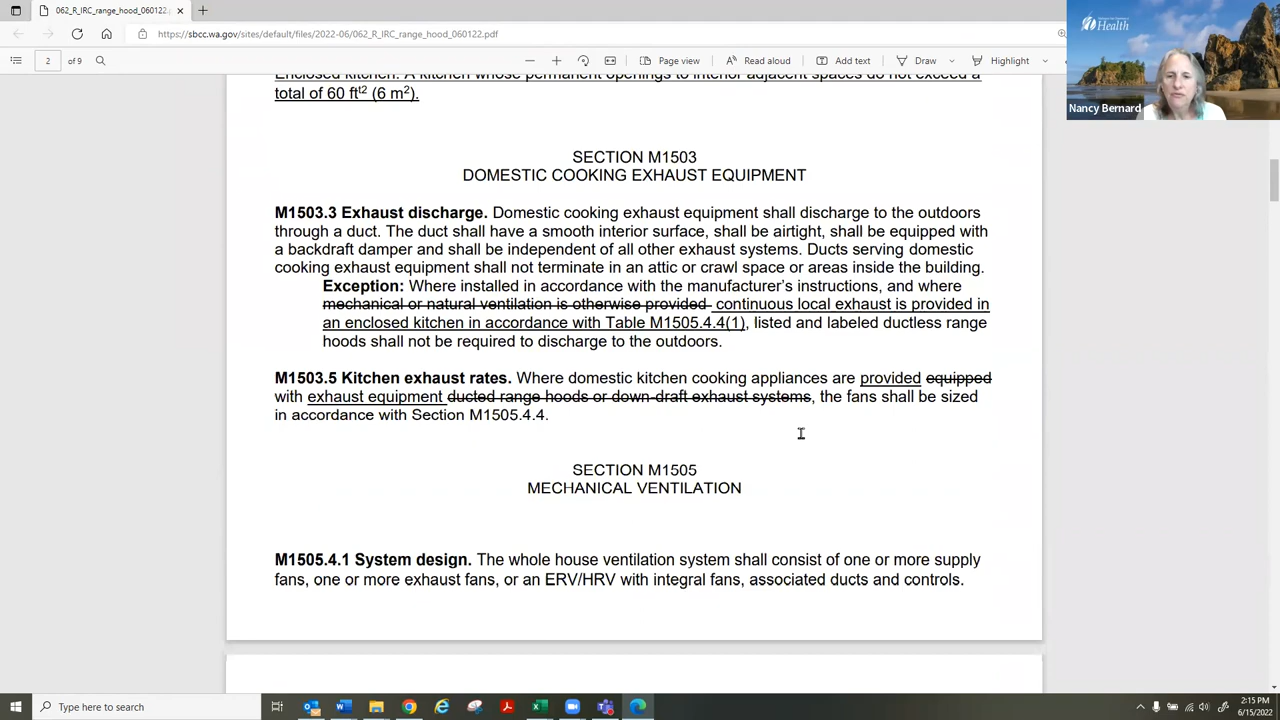 062_R_IRC_range_hood_060122.pdf
https://sbcc.wa.gov/sites/default/files/2022-06/062_R_IRC_range_hood_060122.pdf
2 of 9 Page view Read aloud Add text Draw Highlight
Health
Nancy Bernard
Enclosed kitchen. A kitchen whose permanent openings to interior adjacent spaces do not exceed a
total of 60 ft² (6 m²).
SECTION M1503
DOMESTIC COOKING EXHAUST EQUIPMENT
M1503.3 Exhaust discharge. Domestic cooking exhaust equipment shall discharge to the outdoors
through a duct. The duct shall have a smooth interior surface, shall be airtight, shall be equipped with
a backdraft damper and shall be independent of all other exhaust systems. Ducts serving domestic
cooking exhaust equipment shall not terminate in an attic or crawl space or areas inside the building.
Exception: Where installed in accordance with the manufacturer's instructions, and where
mechanical or natural ventilation is otherwise provided continuous local exhaust is provided in
an enclosed kitchen in accordance with Table M1505.4.4(1), listed and labeled ductless range
hoods shall not be required to discharge to the outdoors.
M1503.5 Kitchen exhaust rates. Where domestic kitchen cooking appliances are provided equipped
with exhaust equipment ducted range hoods or down-draft exhaust systems, the fans shall be sized
in accordance with Section M1505.4.4.
SECTION M1505
MECHANICAL VENTILATION
M1505.4.1 System design. The whole house ventilation system shall consist of one or more supply
fans, one or more exhaust fans, or an ERV/HRV with integral fans, associated ducts and controls.
Type here to search
2:15 PM
6/15/2022